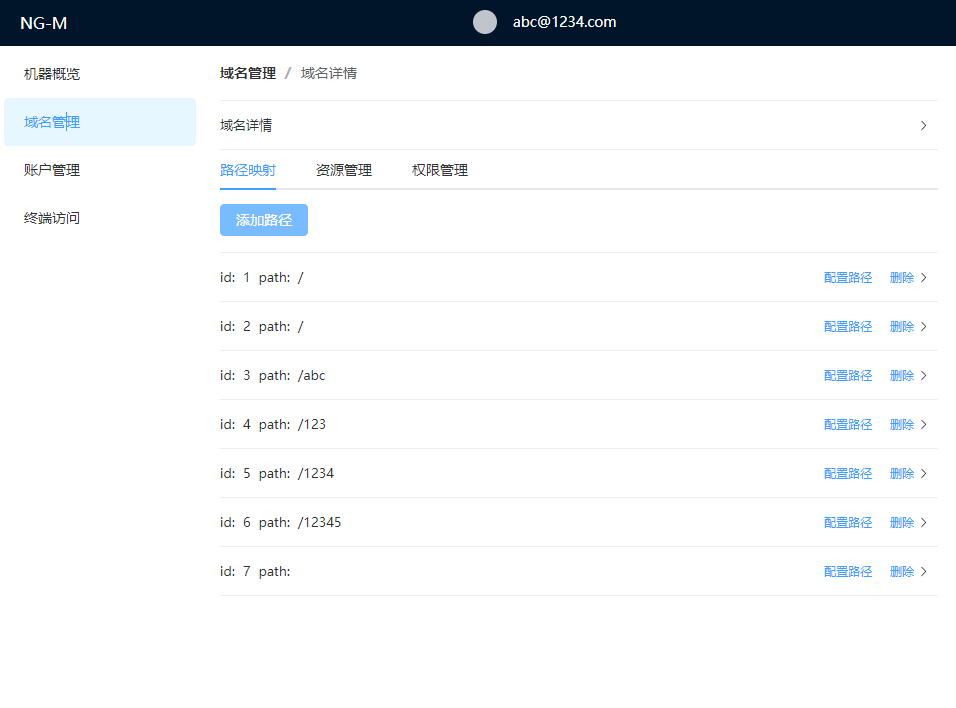 NG-M
abc@1234.com
机器概览
域名管理
账户管理
终端访问
域名管理 / 域名详情
域名详情
路径映射 资源管理 权限管理
添加路径
id: 1 path: / 配置路径 删除
id: 2 path: / 配置路径 删除
id: 3 path: /abc 配置路径 删除
id: 4 path: /123 配置路径 删除
id: 5 path: /1234 配置路径 删除
id: 6 path: /12345 配置路径 删除
id: 7 path: 配置路径 删除